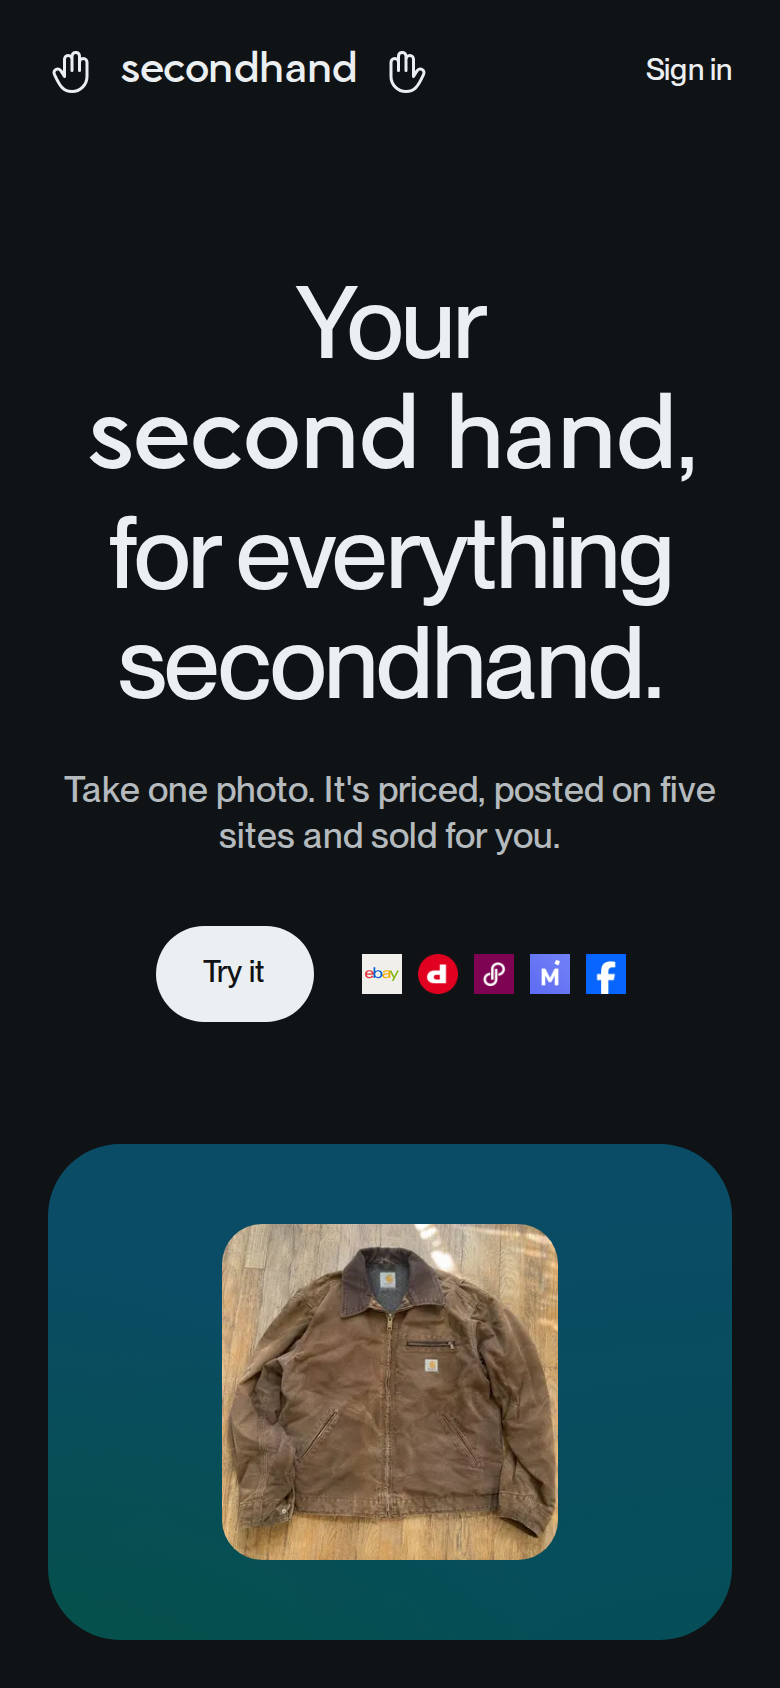 secondhand
Sign in
Your
second hand,
for everything
secondhand.
Take one photo. It's priced, posted on five
sites and sold for you.
Try it
ebay